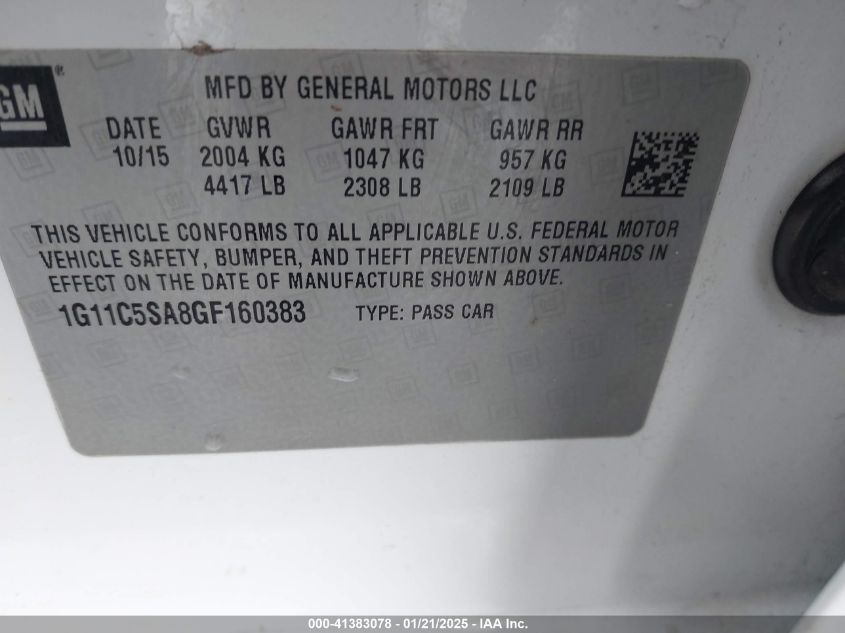 GM®
MFD BY GENERAL MOTORS LLC
DATE GVWR GAWR FRT GAWR RR
10/15 2004 KG 1047 KG 957 KG
4417 LB 2308 LB 2109 LB
THIS VEHICLE CONFORMS TO ALL APPLICABLE U.S. FEDERAL MOTOR
VEHICLE SAFETY, BUMPER, AND THEFT PREVENTION STANDARDS IN
EFFECT ON THE DATE OF MANUFACTURE SHOWN ABOVE.
1G11C5SA8GF160383 TYPE: PASS CAR
000-41383078 - 01/21/2025 - IAA Inc.